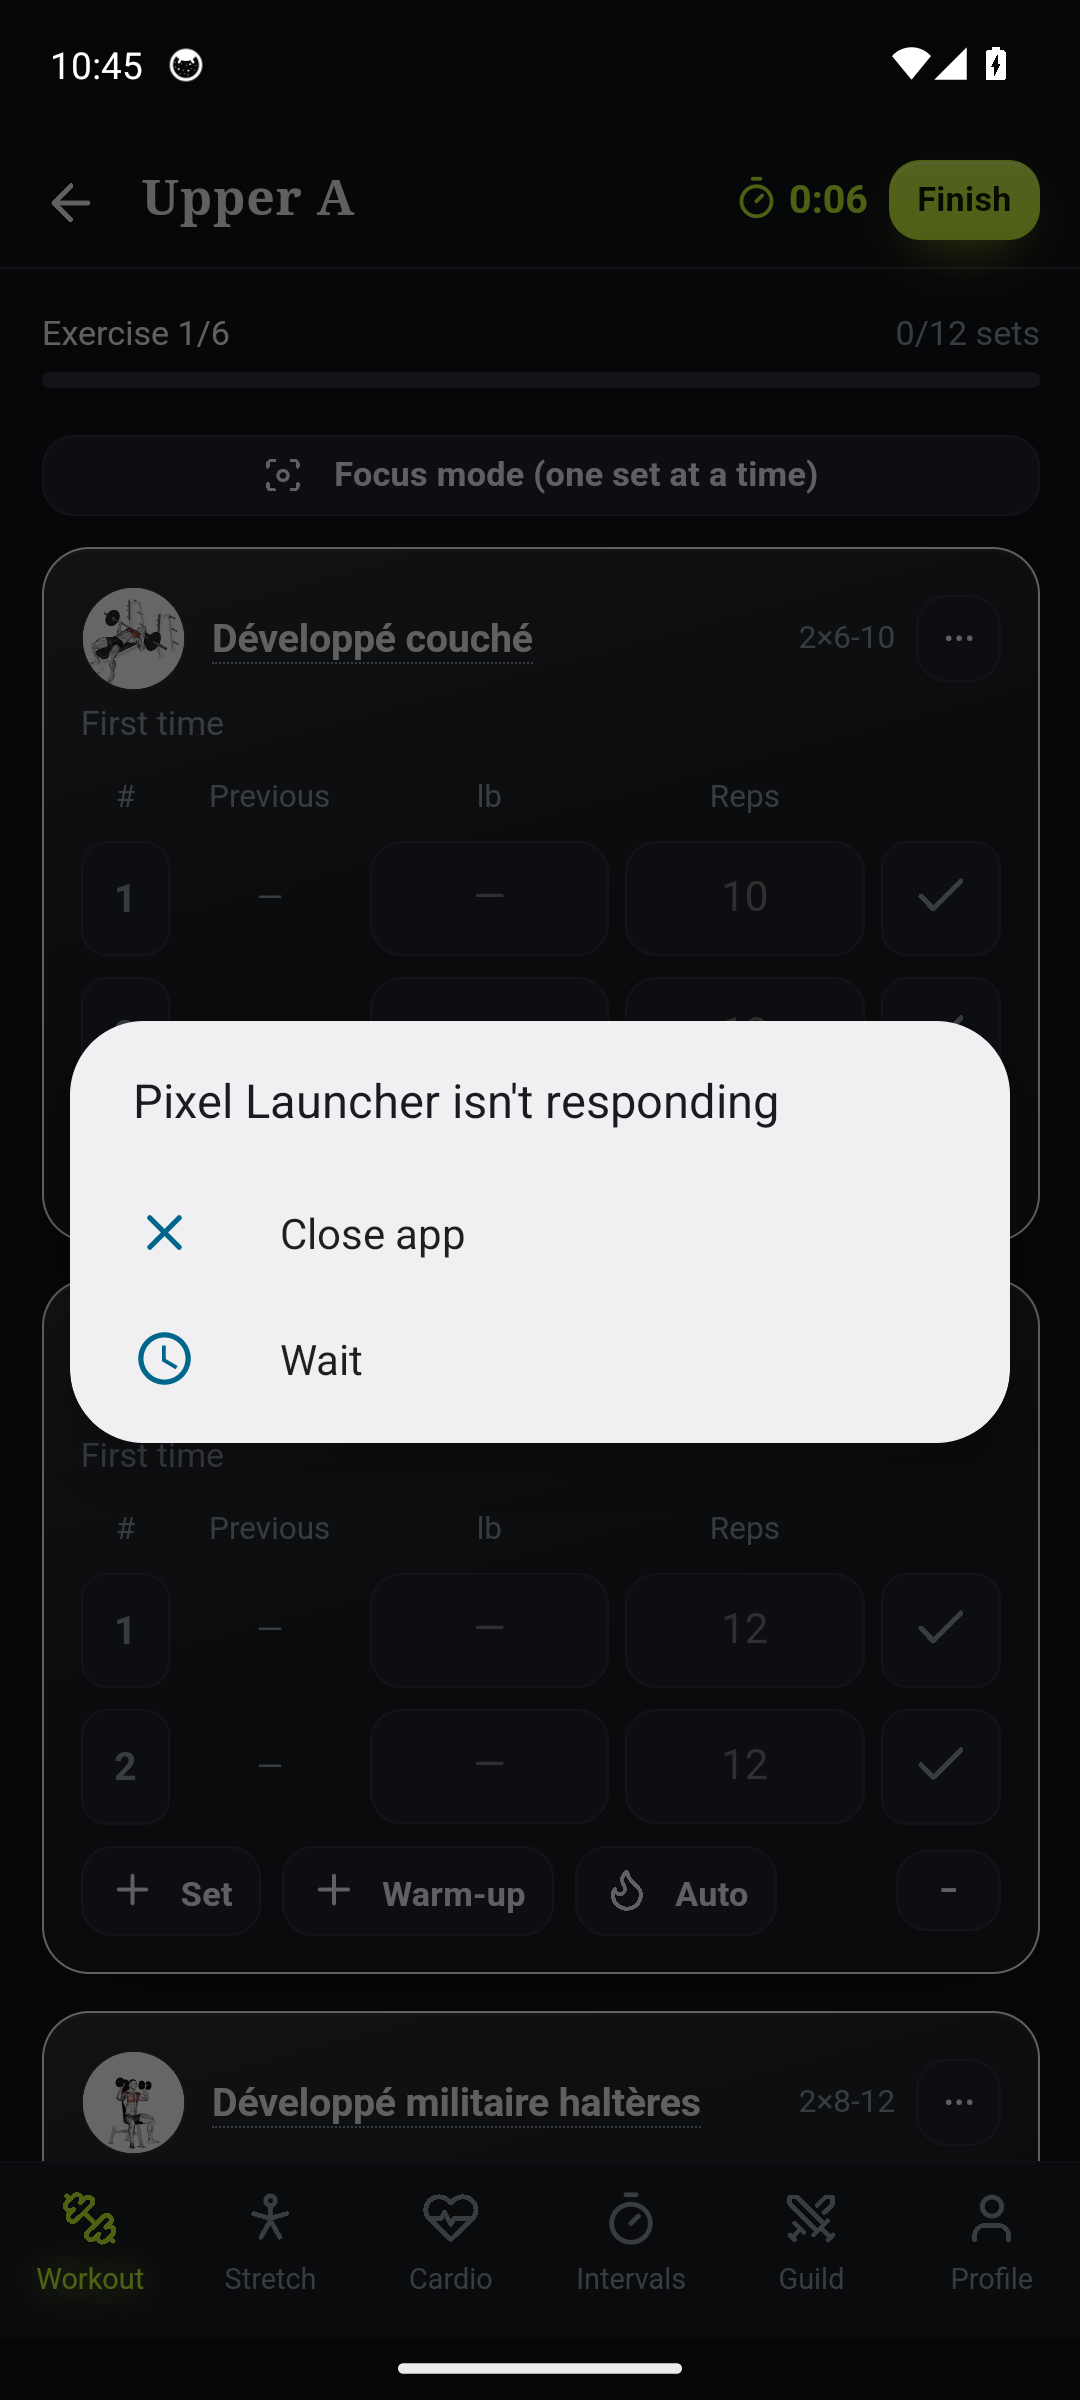 10:45
Upper A
0:06
Finish
Exercise 1/6
0/12 sets
Focus mode (one set at a time)
Développé couché
2×6-10
First time
# Previous lb Reps
1 – — 10
Pixel Launcher isn't responding
Close app
Wait
First time
# Previous lb Reps
1 – — 12
2 – — 12
+ Set
+ Warm-up
Auto
-
Développé militaire haltères
2×8-12
Workout
Stretch
Cardio
Intervals
Guild
Profile